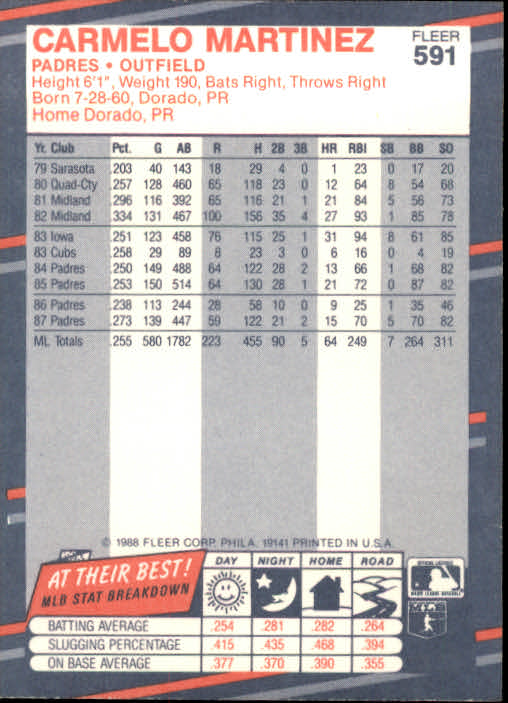 CARMELO MARTINEZ
FLEER
591
PADRES • OUTFIELD
Height 6'1", Weight 190, Bats Right, Throws Right
Born 7-28-60, Dorado, PR
Home Dorado, PR
Yr. Club Pct. G AB R H 2B 3B HR RBI SB BB SO
79 Sarasota .203 40 143 18 29 4 0 1 23 0 17 20
80 Quad-Cty .257 128 460 65 118 23 0 12 64 8 54 68
81 Midland .296 116 392 65 116 21 1 21 84 5 56 73
82 Midland .334 131 467 100 156 35 4 27 93 1 85 78
83 Iowa .251 123 458 76 115 25 1 31 94 8 61 85
83 Cubs .258 29 89 8 23 3 0 6 16 0 4 19
84 Padres .250 149 488 64 122 28 2 13 66 1 68 82
85 Padres .253 150 514 64 130 28 1 21 72 0 87 82
86 Padres .238 113 244 28 58 10 0 9 25 1 35 46
87 Padres .273 139 447 59 122 21 2 15 70 5 70 82
ML Totals .255 580 1782 223 455 90 5 64 249 7 264 311
© 1988 FLEER CORP. PHILA. 19141 PRINTED IN U.S.A.
AT THEIR BEST!
MLB STAT BREAKDOWN
DAY NIGHT HOME ROAD
BATTING AVERAGE .254 .281 .282 .264
SLUGGING PERCENTAGE .415 .435 .468 .394
ON BASE AVERAGE .377 .370 .390 .355